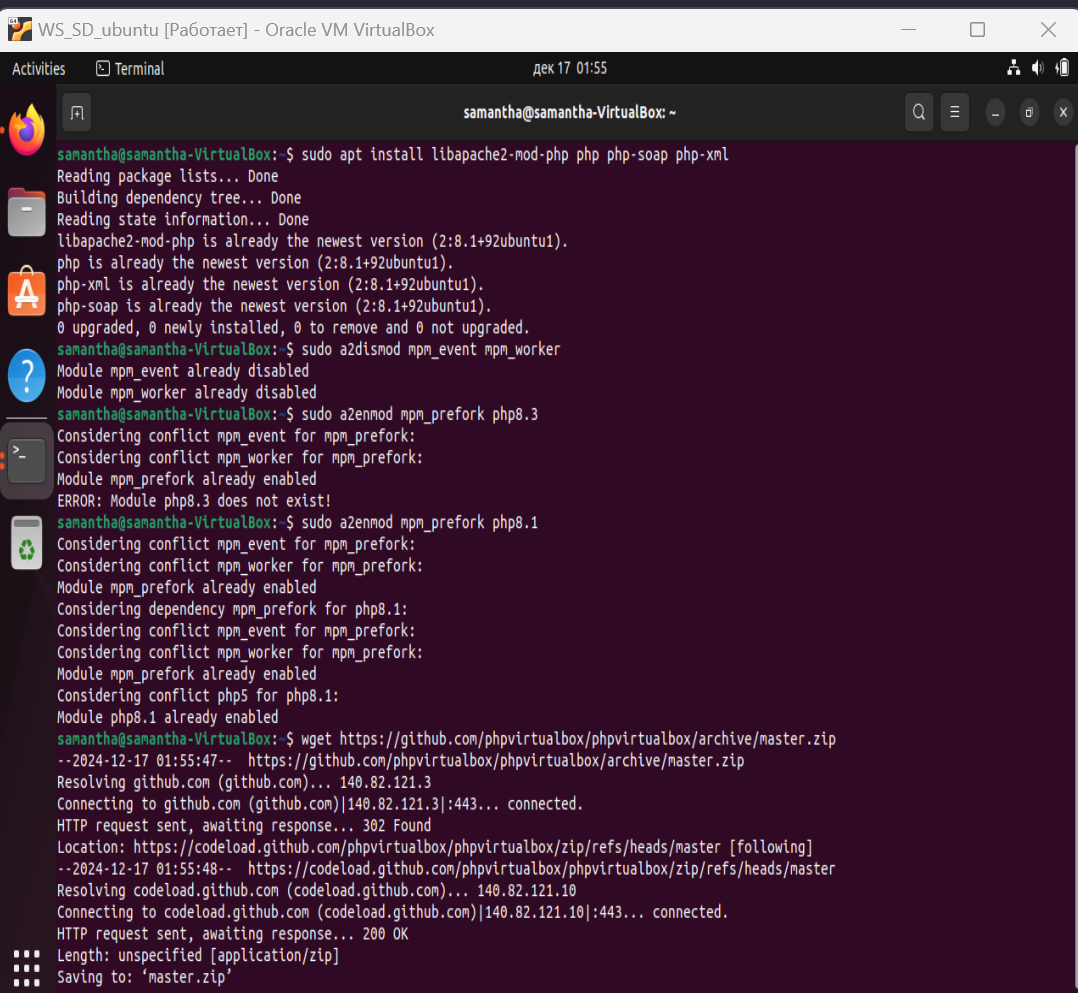 WS_SD_ubuntu [Работает] - Oracle VM VirtualBox
Activities Terminal дек 17 01:55
samantha@samantha-VirtualBox: ~
samantha@samantha-VirtualBox:~$ sudo apt install libapache2-mod-php php php-soap php-xml
Reading package lists... Done
Building dependency tree... Done
Reading state information... Done
libapache2-mod-php is already the newest version (2:8.1+92ubuntu1).
php is already the newest version (2:8.1+92ubuntu1).
php-xml is already the newest version (2:8.1+92ubuntu1).
php-soap is already the newest version (2:8.1+92ubuntu1).
0 upgraded, 0 newly installed, 0 to remove and 0 not upgraded.
samantha@samantha-VirtualBox:~$ sudo a2dismod mpm_event mpm_worker
Module mpm_event already disabled
Module mpm_worker already disabled
samantha@samantha-VirtualBox:~$ sudo a2enmod mpm_prefork php8.3
Considering conflict mpm_event for mpm_prefork:
Considering conflict mpm_worker for mpm_prefork:
Module mpm_prefork already enabled
ERROR: Module php8.3 does not exist!
samantha@samantha-VirtualBox:~$ sudo a2enmod mpm_prefork php8.1
Considering conflict mpm_event for mpm_prefork:
Considering conflict mpm_worker for mpm_prefork:
Module mpm_prefork already enabled
Considering dependency mpm_prefork for php8.1:
Considering conflict mpm_event for mpm_prefork:
Considering conflict mpm_worker for mpm_prefork:
Module mpm_prefork already enabled
Considering conflict php5 for php8.1:
Module php8.1 already enabled
samantha@samantha-VirtualBox:~$ wget https://github.com/phpvirtualbox/phpvirtualbox/archive/master.zip
--2024-12-17 01:55:47--  https://github.com/phpvirtualbox/phpvirtualbox/archive/master.zip
Resolving github.com (github.com)... 140.82.121.3
Connecting to github.com (github.com)|140.82.121.3|:443... connected.
HTTP request sent, awaiting response... 302 Found
Location: https://codeload.github.com/phpvirtualbox/phpvirtualbox/zip/refs/heads/master [following]
--2024-12-17 01:55:48--  https://codeload.github.com/phpvirtualbox/phpvirtualbox/zip/refs/heads/master
Resolving codeload.github.com (codeload.github.com)... 140.82.121.10
Connecting to codeload.github.com (codeload.github.com)|140.82.121.10|:443... connected.
HTTP request sent, awaiting response... 200 OK
Length: unspecified [application/zip]
Saving to: ‘master.zip’